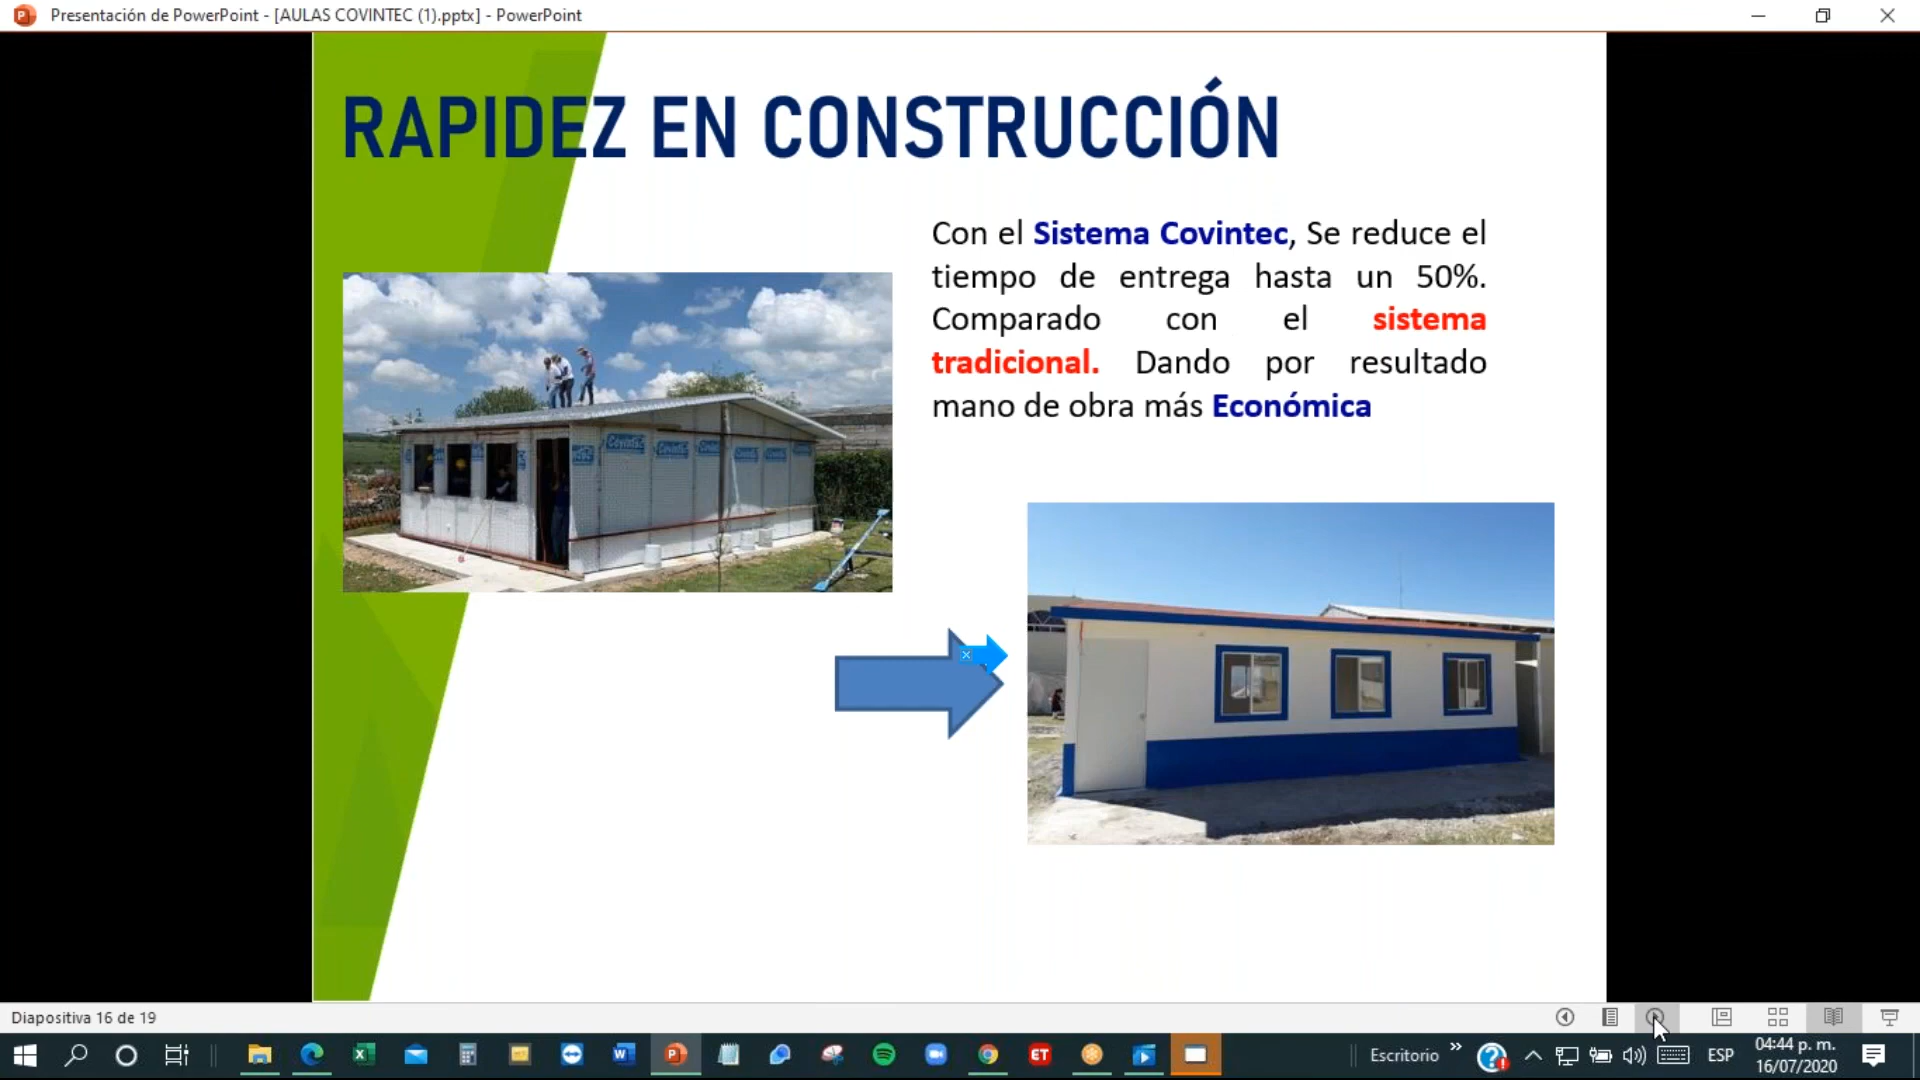 Presentación de PowerPoint - [AULAS COVINTEC (1).pptx] - PowerPoint
RAPIDEZ EN CONSTRUCCIÓN
Con el Sistema Covintec, Se reduce el
tiempo de entrega hasta un 50%.
Comparado con el sistema
tradicional. Dando por resultado
mano de obra más Económica
Covintec
Diapositiva 16 de 19
ET
Escritorio
ESP
04:44 p. m.
16/07/2020